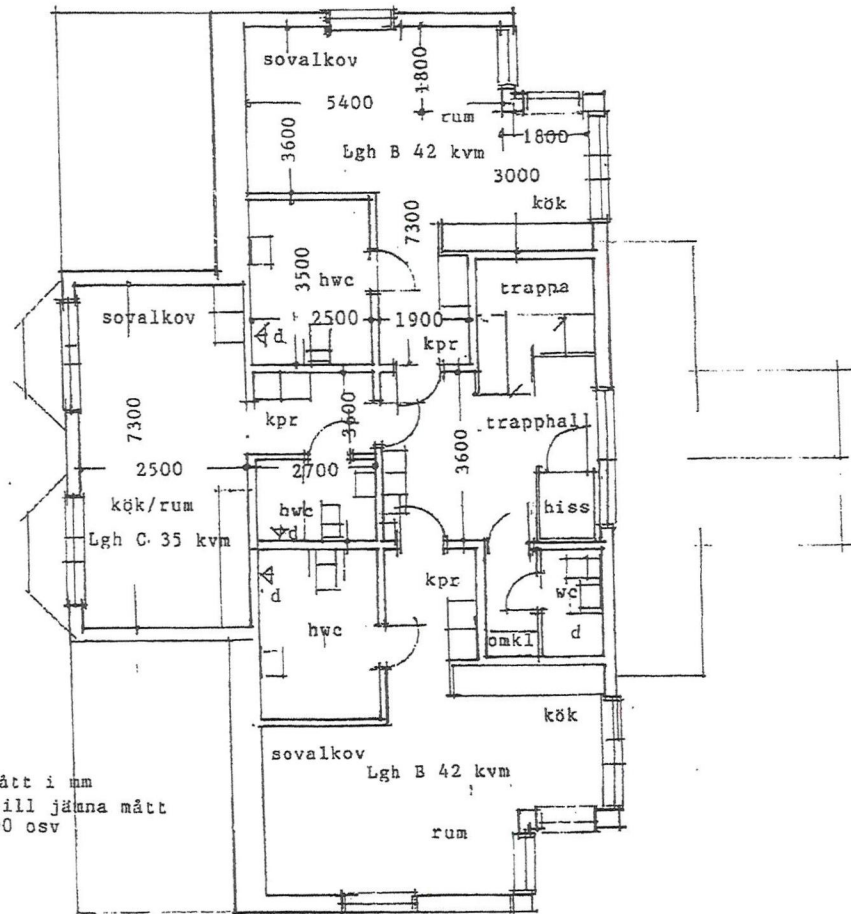 sovalkov
1800
5400
rum
1800
3600
Lgh B 42 kvm
3000
kök
7300
3500
hwc
trappa
sovalkov
2500
1900
d
kpr
kpr
3600
trapphall
7300
3600
2500
2700
kök/rum
hwc
hiss
Lgh C 35 kvm
d
kpr
wc
d
hwc
omkl
d
kök
sovalkov
Lgh B 42 kvm
ått i mm
ill jämna mått
0 osv
rum